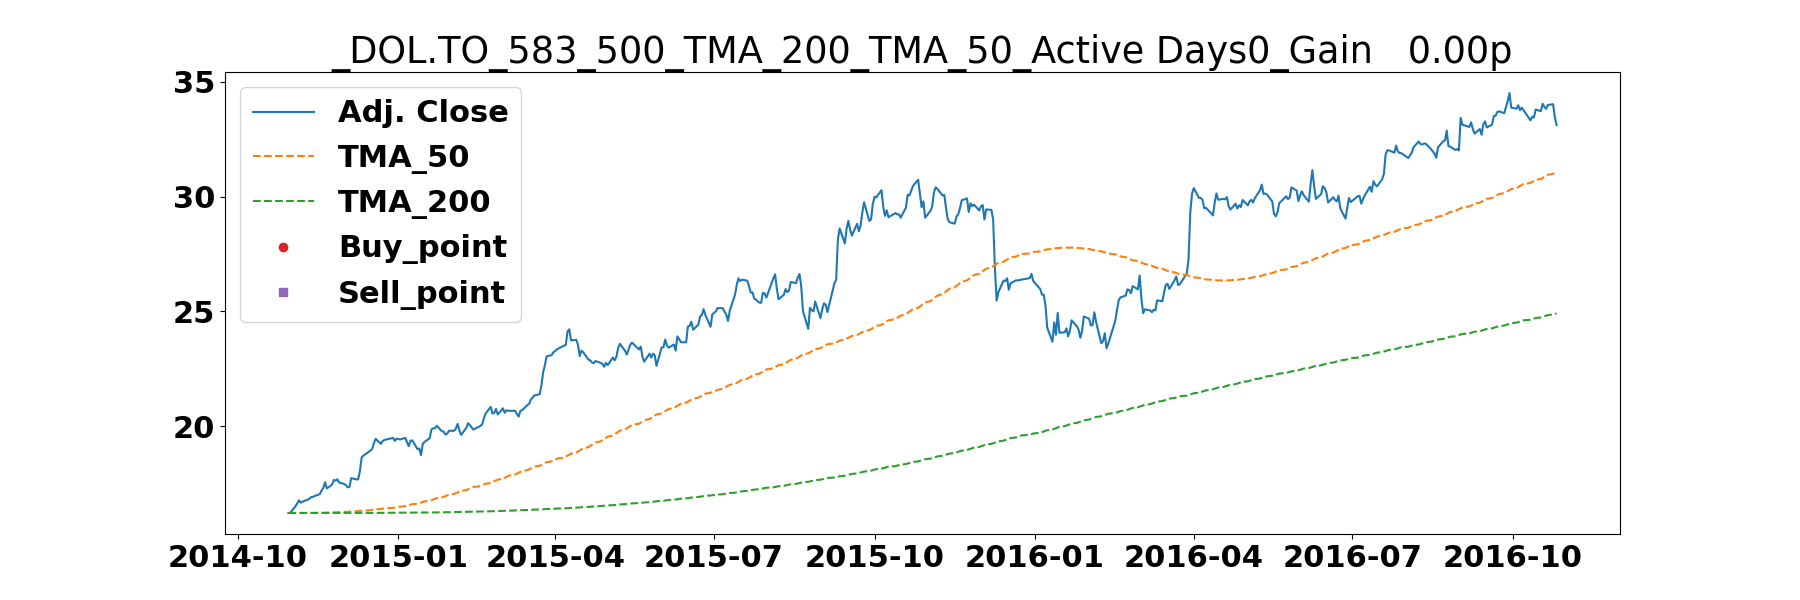 _DOL.TO_583_500_TMA_200_TMA_50_Active Days0_Gain   0.00p
35
30
25
20
Adj. Close
TMA_50
TMA_200
Buy_point
Sell_point
2014-10 2015-01 2015-04 2015-07 2015-10 2016-01 2016-04 2016-07 2016-10